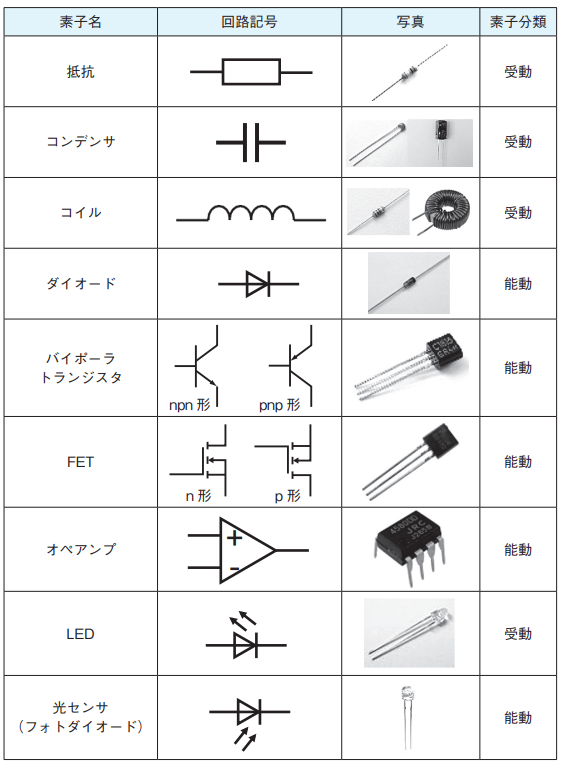 素子名 回路記号 写真 素子分類
抵抗 受動
コンデンサ 受動
コイル 受動
ダイオード 能動
バイポーラ
トランジスタ
npn 形 pnp 形
能動
FET
n 形 p 形
能動
オペアンプ
+
-
4580DD
JRC
能動
LED 受動
光センサ
(フォトダイオード)
能動